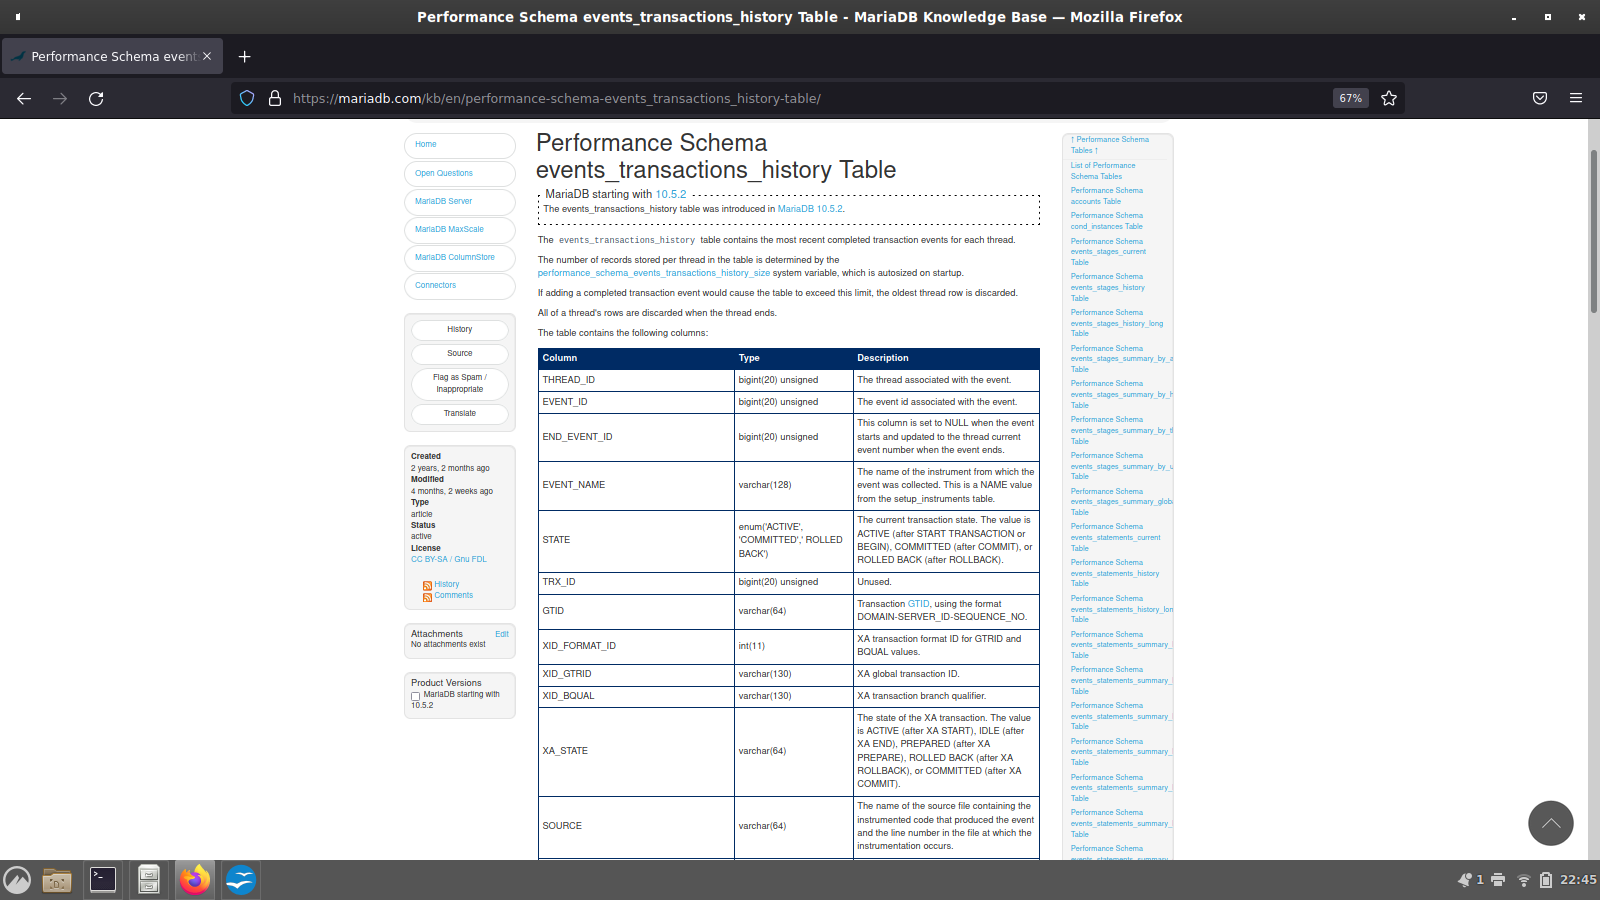 Performance Schema events_transactions_history Table - MariaDB Knowledge Base — Mozilla Firefox
Performance Schema event
https://mariadb.com/kb/en/performance-schema-events_transactions_history-table/
67%
Home
Open Questions
MariaDB Server
MariaDB MaxScale
MariaDB ColumnStore
Connectors
History
Source
Flag as Spam /
Inappropriate
Translate
Created
2 years, 2 months ago
Modified
4 months, 2 weeks ago
Type
article
Status
active
License
CC BY-SA / Gnu FDL
History
Comments
Attachments Edit
No attachments exist
Product Versions
MariaDB starting with
10.5.2
Performance Schema
events_transactions_history Table
MariaDB starting with 10.5.2
The events_transactions_history table was introduced in MariaDB 10.5.2.
The events_transactions_history table contains the most recent completed transaction events for each thread.
The number of records stored per thread in the table is determined by the
performance_schema_events_transactions_history_size system variable, which is autosized on startup.
If adding a completed transaction event would cause the table to exceed this limit, the oldest thread row is discarded.
All of a thread's rows are discarded when the thread ends.
The table contains the following columns:
Column Type Description
THREAD_ID bigint(20) unsigned The thread associated with the event.
EVENT_ID bigint(20) unsigned The event id associated with the event.
END_EVENT_ID bigint(20) unsigned This column is set to NULL when the event
starts and updated to the thread current
event number when the event ends.
EVENT_NAME varchar(128) The name of the instrument from which the
event was collected. This is a NAME value
from the setup_instruments table.
STATE enum('ACTIVE',
'COMMITTED',' ROLLED
BACK')
The current transaction state. The value is
ACTIVE (after START TRANSACTION or
BEGIN), COMMITTED (after COMMIT), or
ROLLED BACK (after ROLLBACK).
TRX_ID bigint(20) unsigned Unused.
GTID varchar(64) Transaction GTID, using the format
DOMAIN-SERVER_ID-SEQUENCE_NO.
XID_FORMAT_ID int(11) XA transaction format ID for GTRID and
BQUAL values.
XID_GTRID varchar(130) XA global transaction ID.
XID_BQUAL varchar(130) XA transaction branch qualifier.
XA_STATE varchar(64) The state of the XA transaction. The value
is ACTIVE (after XA START), IDLE (after
XA END), PREPARED (after XA
PREPARE), ROLLED BACK (after XA
ROLLBACK), or COMMITTED (after XA
COMMIT).
SOURCE varchar(64) The name of the source file containing the
instrumented code that produced the event
and the line number in the file at which the
instrumentation occurs.
↑ Performance Schema
Tables ↑
List of Performance
Schema Tables
Performance Schema
accounts Table
Performance Schema
cond_instances Table
Performance Schema
events_stages_current
Table
Performance Schema
events_stages_history
Table
Performance Schema
events_stages_history_long
Table
Performance Schema
events_stages_summary_by_a
Table
Performance Schema
events_stages_summary_by_h
Table
Performance Schema
events_stages_summary_by_t
Table
Performance Schema
events_stages_summary_by_u
Table
Performance Schema
events_stages_summary_globa
Table
Performance Schema
events_statements_current
Table
Performance Schema
events_statements_history
Table
Performance Schema
events_statements_history_lon
Table
Performance Schema
events_statements_summary_
Table
Performance Schema
events_statements_summary_
Table
Performance Schema
events_statements_summary_
Table
Performance Schema
events_statements_summary_
Table
Performance Schema
events_statements_summary_
Table
Performance Schema
events_statements_summary_
Table
Performance Schema
events_statements_summary
1
22:45